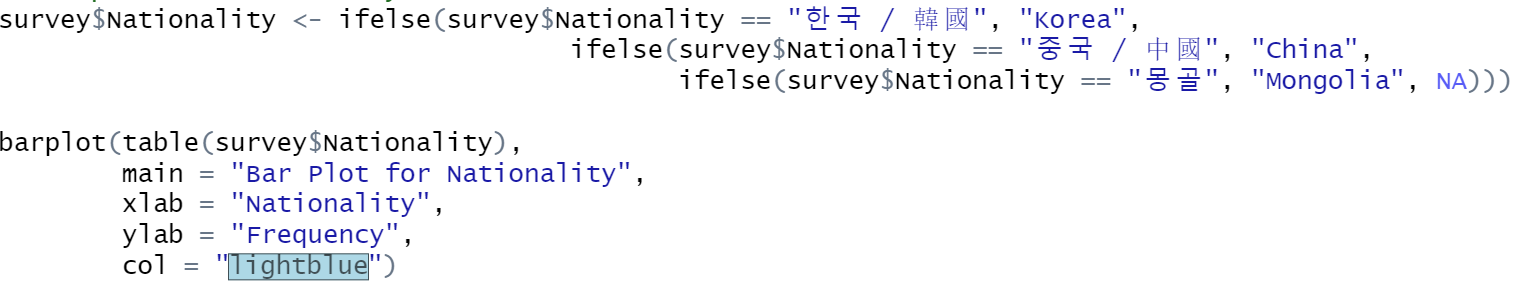 survey$Nationality <- ifelse(survey$Nationality == "한국 / 韓國", "Korea",
ifelse(survey$Nationality == "중국 / 中國", "China",
ifelse(survey$Nationality == "몽골", "Mongolia", NA)))
barplot(table(survey$Nationality),
main = "Bar Plot for Nationality",
xlab = "Nationality",
ylab = "Frequency",
col = "lightblue")